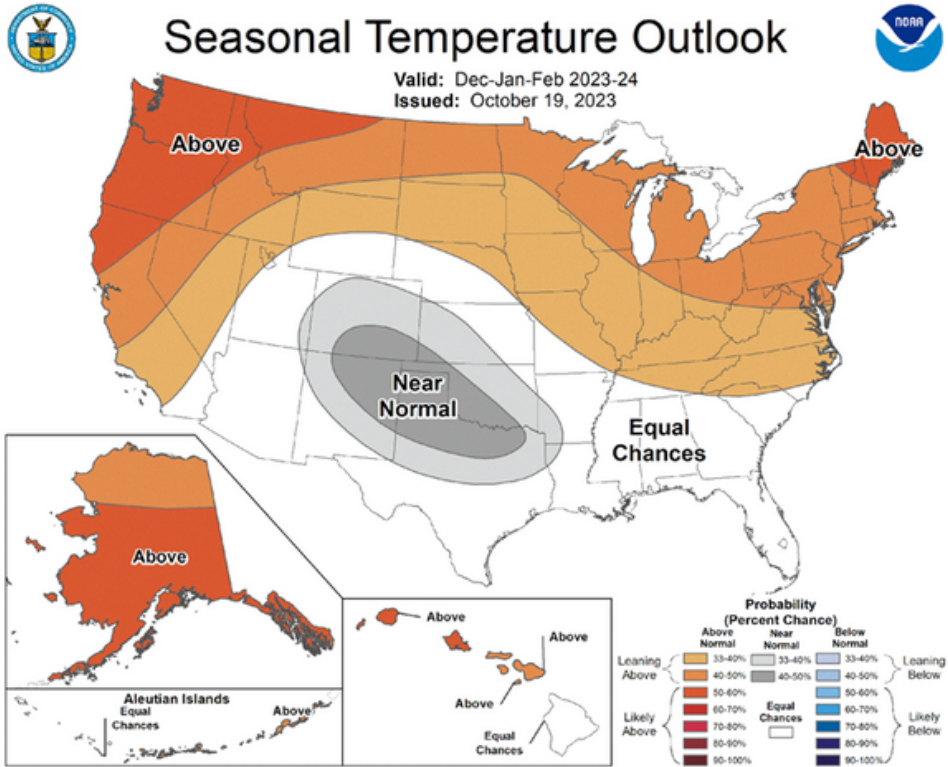 Seasonal Temperature Outlook
NOAA
Valid: Dec-Jan-Feb 2023-24
Issued: October 19, 2023
Above
Above
Near
Normal
Equal
Chances
Above
Aleutian Islands
Equal
Chances
Above
Above
Above
Above
Equal
Chances
Probability
(Percent Chance)
Above
Normal
Near
Normal
Below
Normal
Leaning
Above
33-40%
40-50%
33-40%
40-50%
33-40%
40-50%
Leaning
Below
Likely
Above
50-60%
60-70%
70-80%
80-90%
90-100%
Equal
Chances
50-60%
60-70%
70-80%
80-90%
90-100%
Likely
Below